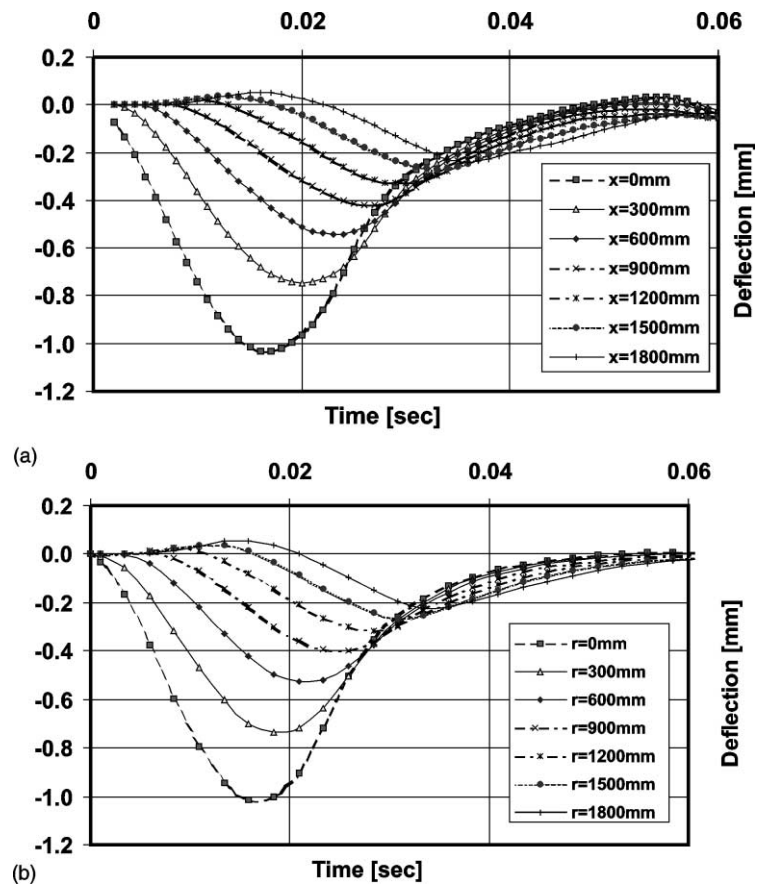 0 0.02 0.04 0.06
0.2
0.0
-0.2
-0.4
-0.6
-0.8
-1.0
-1.2
x=0mm
x=300mm
x=600mm
x=900mm
x=1200mm
x=1500mm
x=1800mm
Deflection [mm]
Time [sec]
(a)
0 0.02 0.04 0.06
0.2
0.0
-0.2
-0.4
-0.6
-0.8
-1.0
-1.2
r=0mm
r=300mm
r=600mm
r=900mm
r=1200mm
r=1500mm
r=1800mm
Deflection [mm]
Time [sec]
(b)